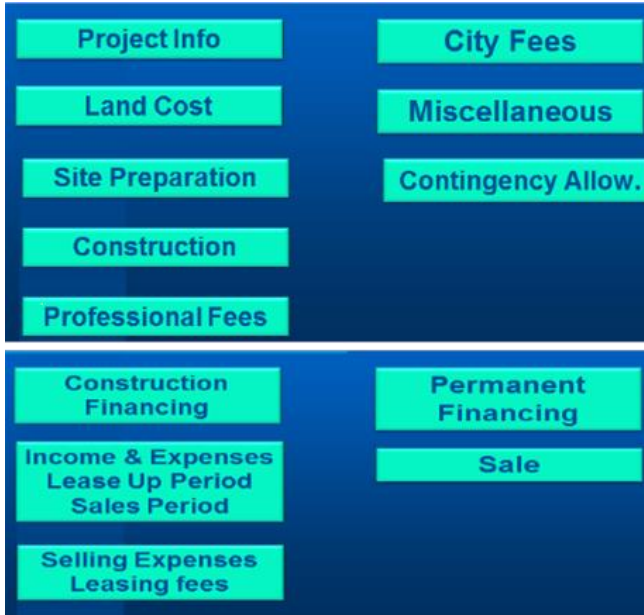 Project Info
Land Cost
Site Preparation
Construction
Professional Fees
City Fees
Miscellaneous
Contingency Allow.
Construction
Financing
Income & Expenses
Lease Up Period
Sales Period
Selling Expenses
Leasing fees
Permanent
Financing
Sale